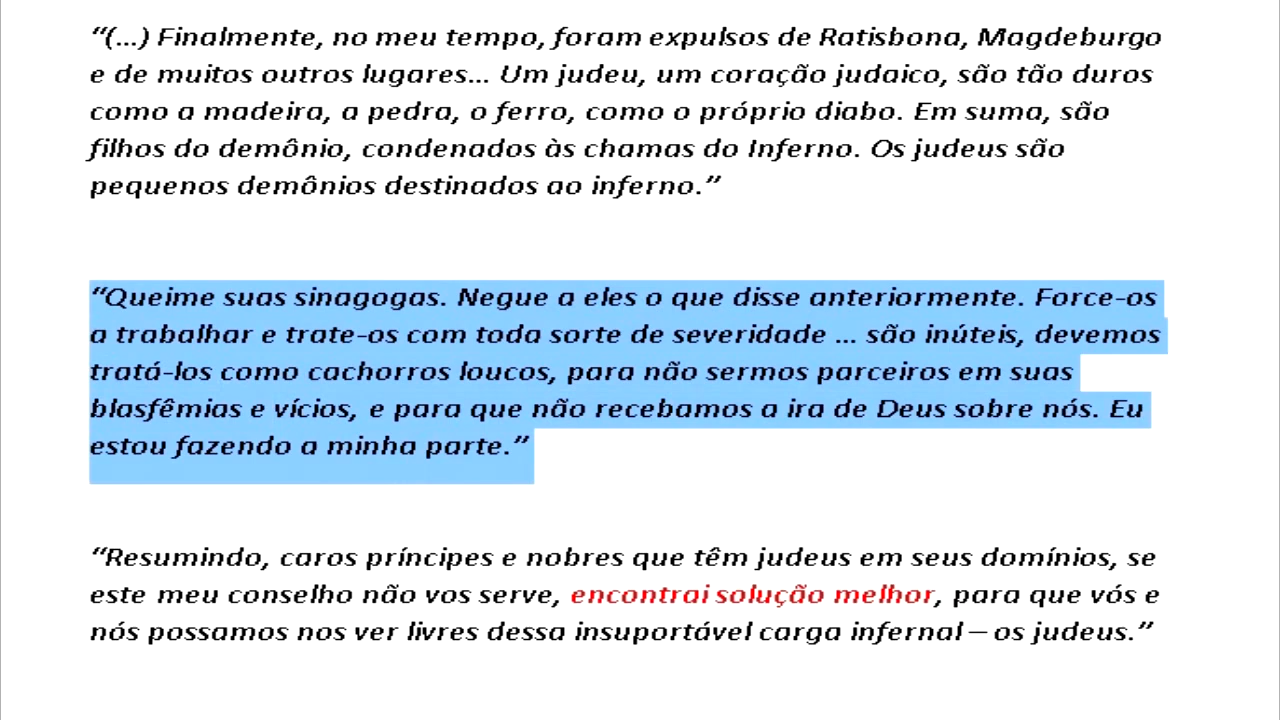 “(...) Finalmente, no meu tempo, foram expulsos de Ratisbona, Magdeburgo
e de muitos outros lugares... Um judeu, um coração judaico, são tão duros
como a madeira, a pedra, o ferro, como o próprio diabo. Em suma, são
filhos do demônio, condenados às chamas do Inferno. Os judeus são
pequenos demônios destinados ao inferno.”
“Queime suas sinagogas. Negue a eles o que disse anteriormente. Force-os
a trabalhar e trate-os com toda sorte de severidade ... são inúteis, devemos
tratá-los como cachorros loucos, para não sermos parceiros em suas
blasfêmias e vícios, e para que não recebamos a ira de Deus sobre nós. Eu
estou fazendo a minha parte.”
“Resumindo, caros príncipes e nobres que têm judeus em seus domínios, se
este meu conselho não vos serve, encontrai solução melhor, para que vós e
nós possamos nos ver livres dessa insuportável carga infernal – os judeus.”